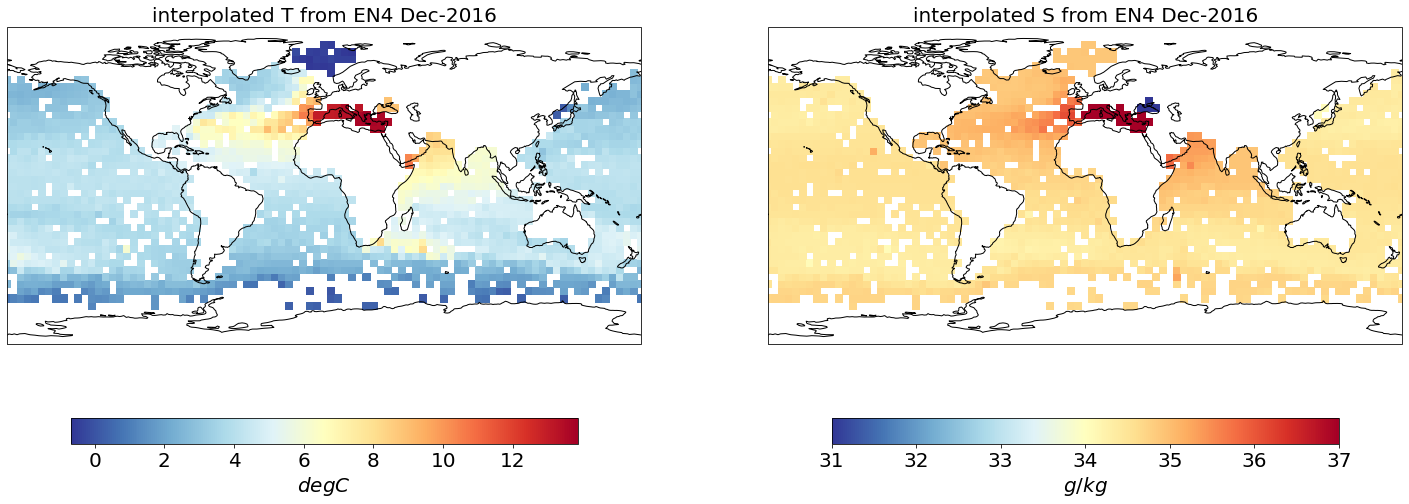 interpolated T from EN4 Dec-2016
interpolated S from EN4 Dec-2016
0 2 4 6 8 10 12
degC
31 32 33 34 35 36 37
g/kg